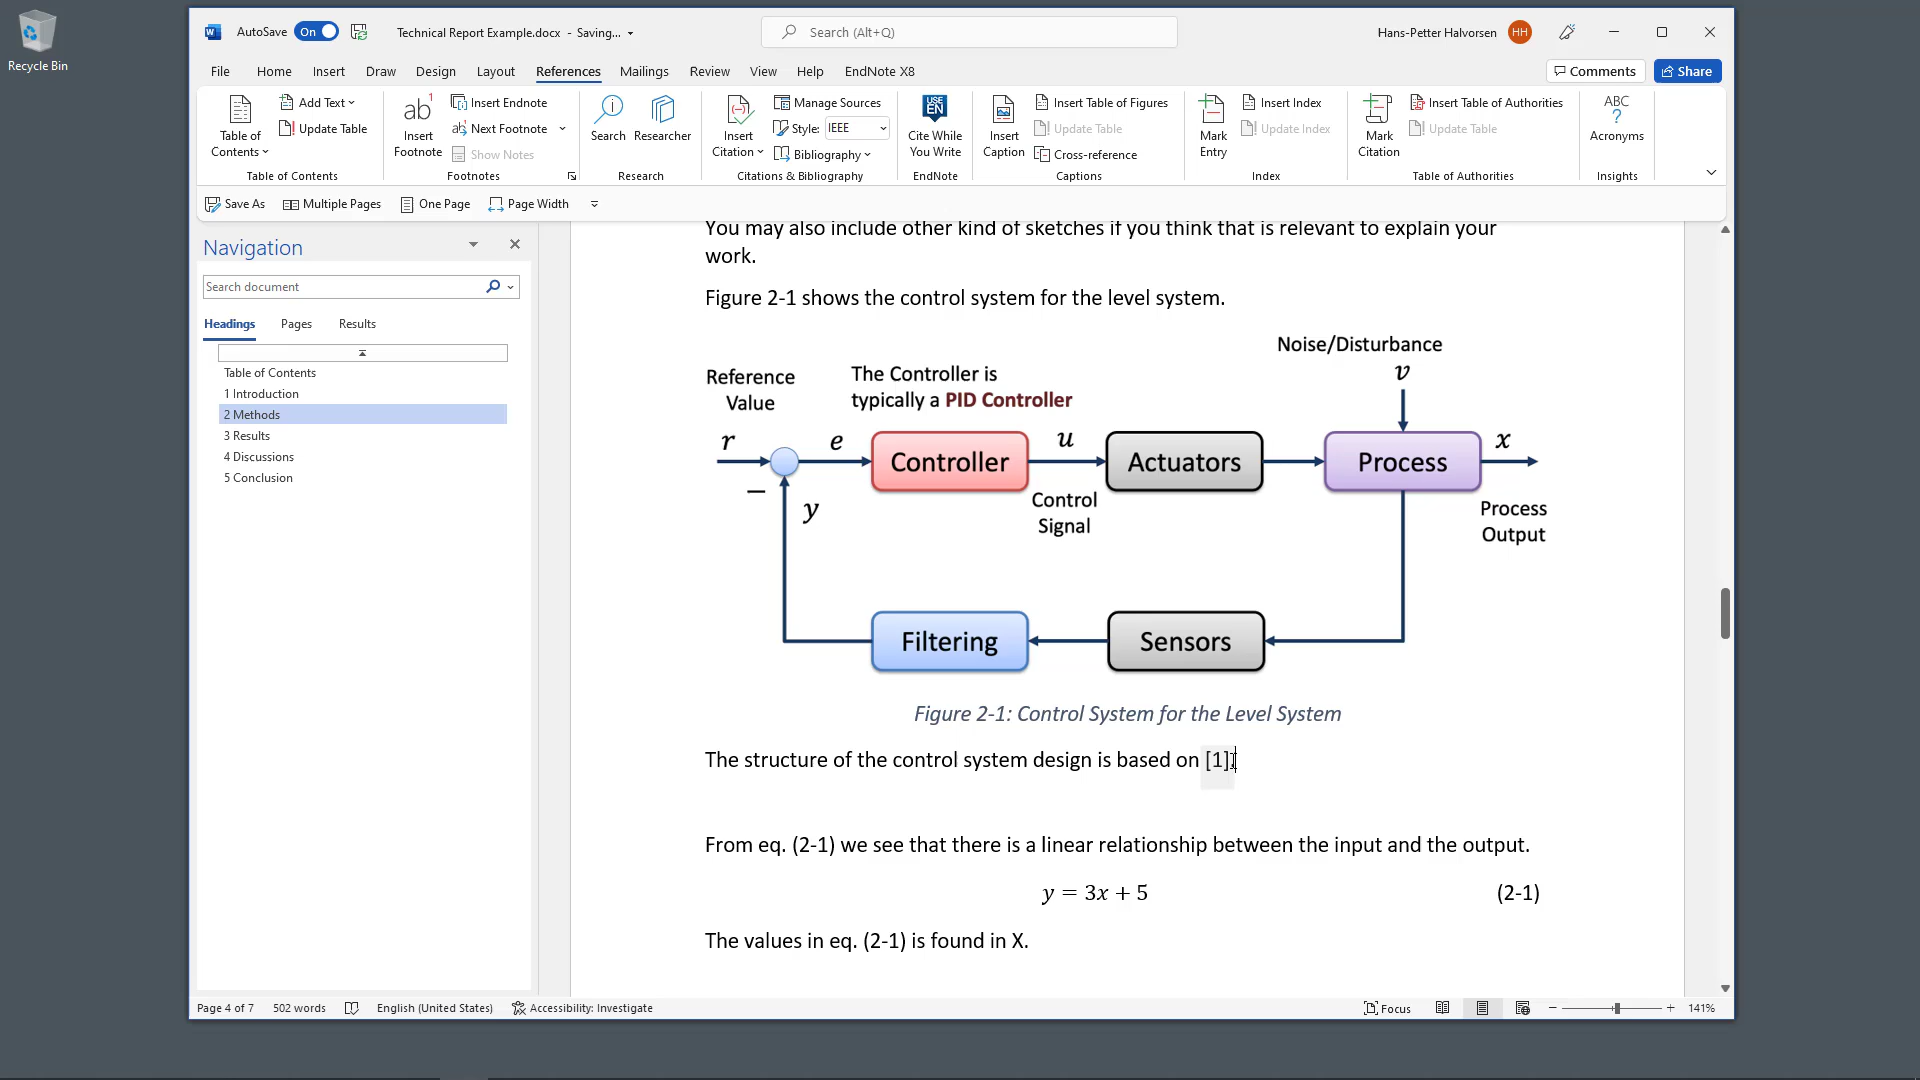 Recycle Bin
AutoSave On Technical Report Example.docx - Saving... Search (Alt+Q) Hans-Petter Halvorsen HH
File Home Insert Draw Design Layout References Mailings Review View Help EndNote X8 Comments Share
Table of Contents
Add Text
Update Table
Table of Contents
ab1
Insert Footnote
Insert Endnote
ab1 Next Footnote
Show Notes
Footnotes
Search
Researcher
Research
Insert Citation
Manage Sources
Style: IEEE
Bibliography
Citations & Bibliography
USE EN
Cite While You Write
EndNote
Insert Caption
Insert Table of Figures
Update Table
Cross-reference
Captions
Mark Entry
Insert Index
Update Index
Index
Mark Citation
Insert Table of Authorities
Update Table
Table of Authorities
ABC ?
Acronyms
Insights
Save As Multiple Pages One Page Page Width
Navigation
Search document
Headings Pages Results
Table of Contents
1 Introduction
2 Methods
3 Results
4 Discussions
5 Conclusion
You may also include other kind of sketches if you think that is relevant to explain your
work.
Figure 2-1 shows the control system for the level system.
Noise/Disturbance
v
Reference
Value
The Controller is
typically a PID Controller
r e Controller u Actuators Process x
− y
Control
Signal
Process
Output
Filtering Sensors
Figure 2-1: Control System for the Level System
The structure of the control system design is based on [1].
From eq. (2-1) we see that there is a linear relationship between the input and the output.
y = 3x + 5 (2-1)
The values in eq. (2-1) is found in X.
Page 4 of 7 502 words English (United States) Accessibility: Investigate Focus − + 141%